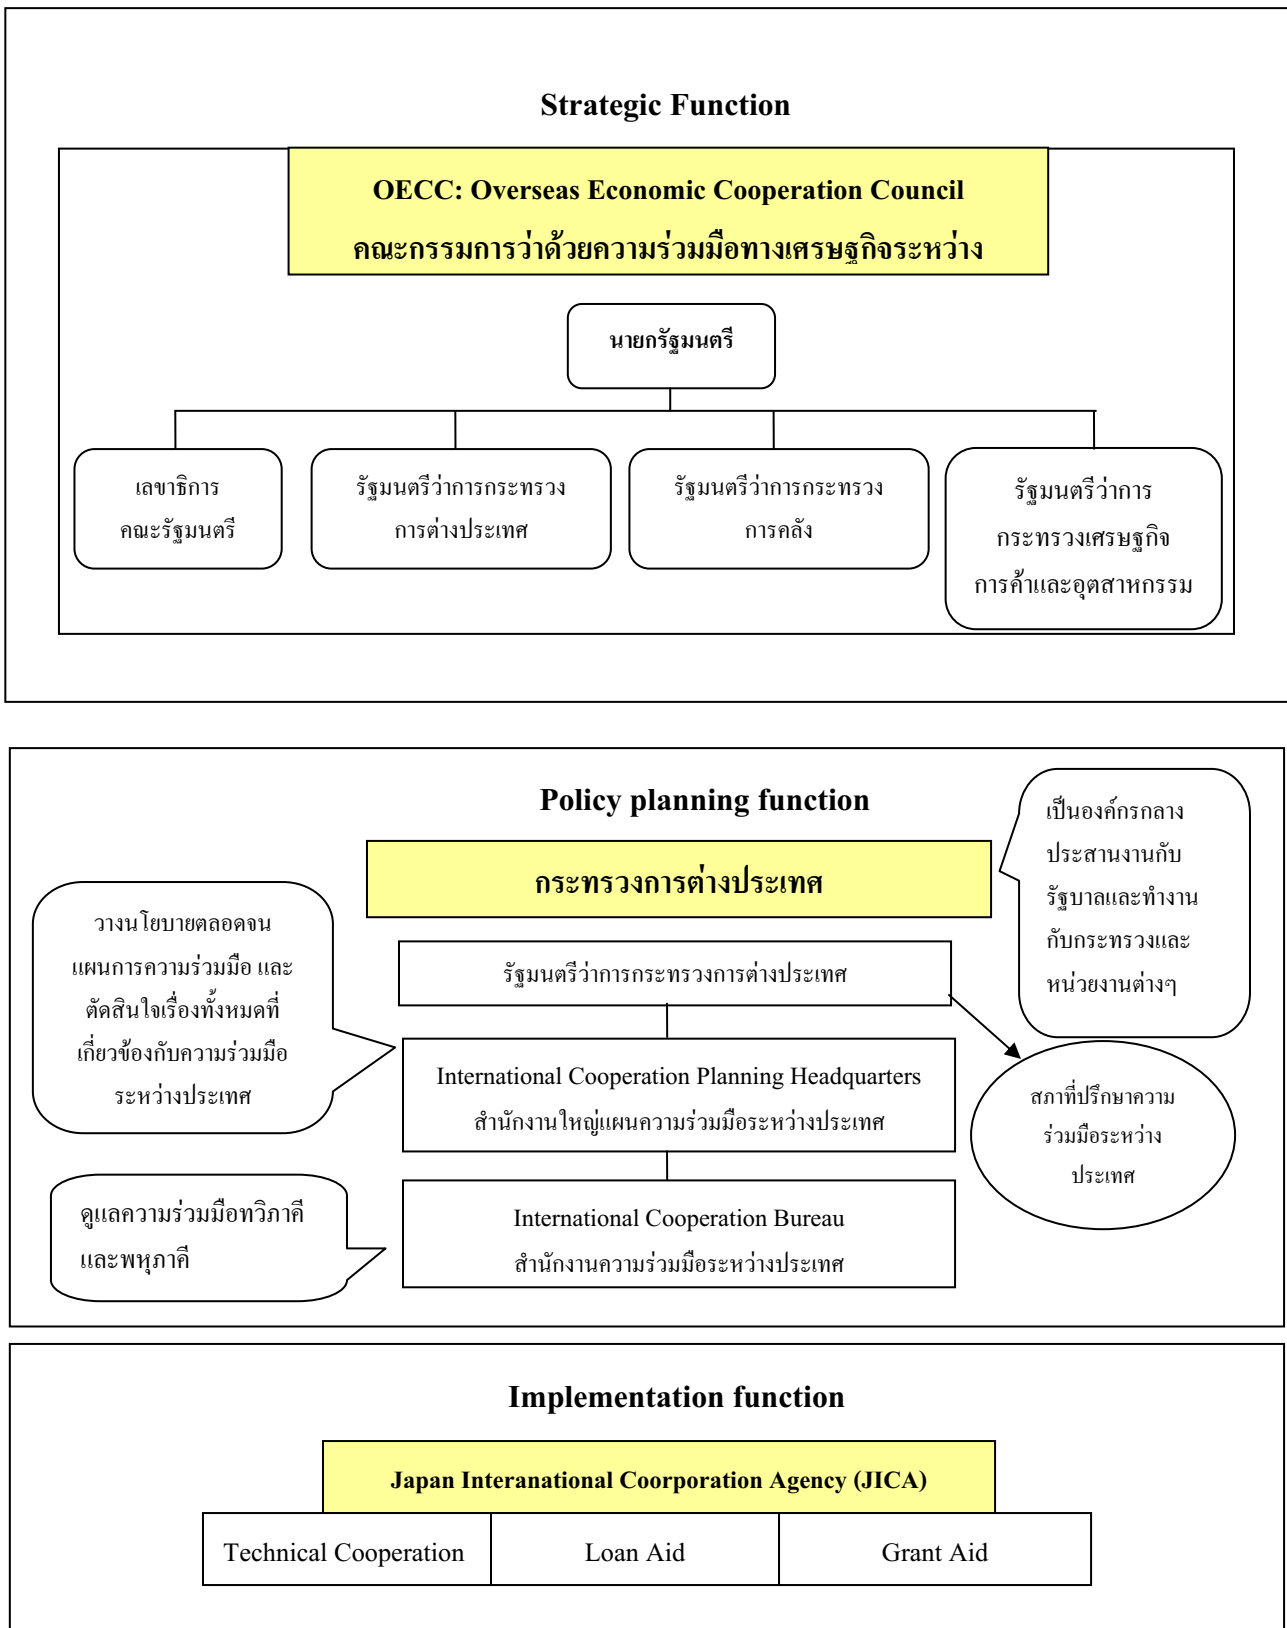 Strategic Function
OECC: Overseas Economic Cooperation Council
คณะกรรมการว่าด้วยความร่วมมือทางเศรษฐกิจระหว่าง
นายกรัฐมนตรี
เลขาธิการ
คณะรัฐมนตรี
รัฐมนตรีว่าการกระทรวง
การต่างประเทศ
รัฐมนตรีว่าการกระทรวง
การคลัง
รัฐมนตรีว่าการ
กระทรวงเศรษฐกิจ
การค้าและอุตสาหกรรม
Policy planning function
กระทรวงการต่างประเทศ
เป็นองค์กรกลาง
ประสานงานกับ
รัฐบาลและทำงาน
กับกระทรวงและ
หน่วยงานต่างๆ
วางนโยบายตลอดจน
แผนการความร่วมมือ และ
ตัดสินใจเรื่องทั้งหมดที่
เกี่ยวข้องกับความร่วมมือ
ระหว่างประเทศ
รัฐมนตรีว่าการกระทรวงการต่างประเทศ
International Cooperation Planning Headquarters
สำนักงานใหญ่แผนความร่วมมือระหว่างประเทศ
สภาที่ปรึกษาความ
ร่วมมือระหว่าง
ประเทศ
ดูแลความร่วมมือทวิภาคี
และพหุภาคี
International Cooperation Bureau
สำนักงานความร่วมมือระหว่างประเทศ
Implementation function
Japan Interanational Coorporation Agency (JICA)
Technical Cooperation
Loan Aid
Grant Aid